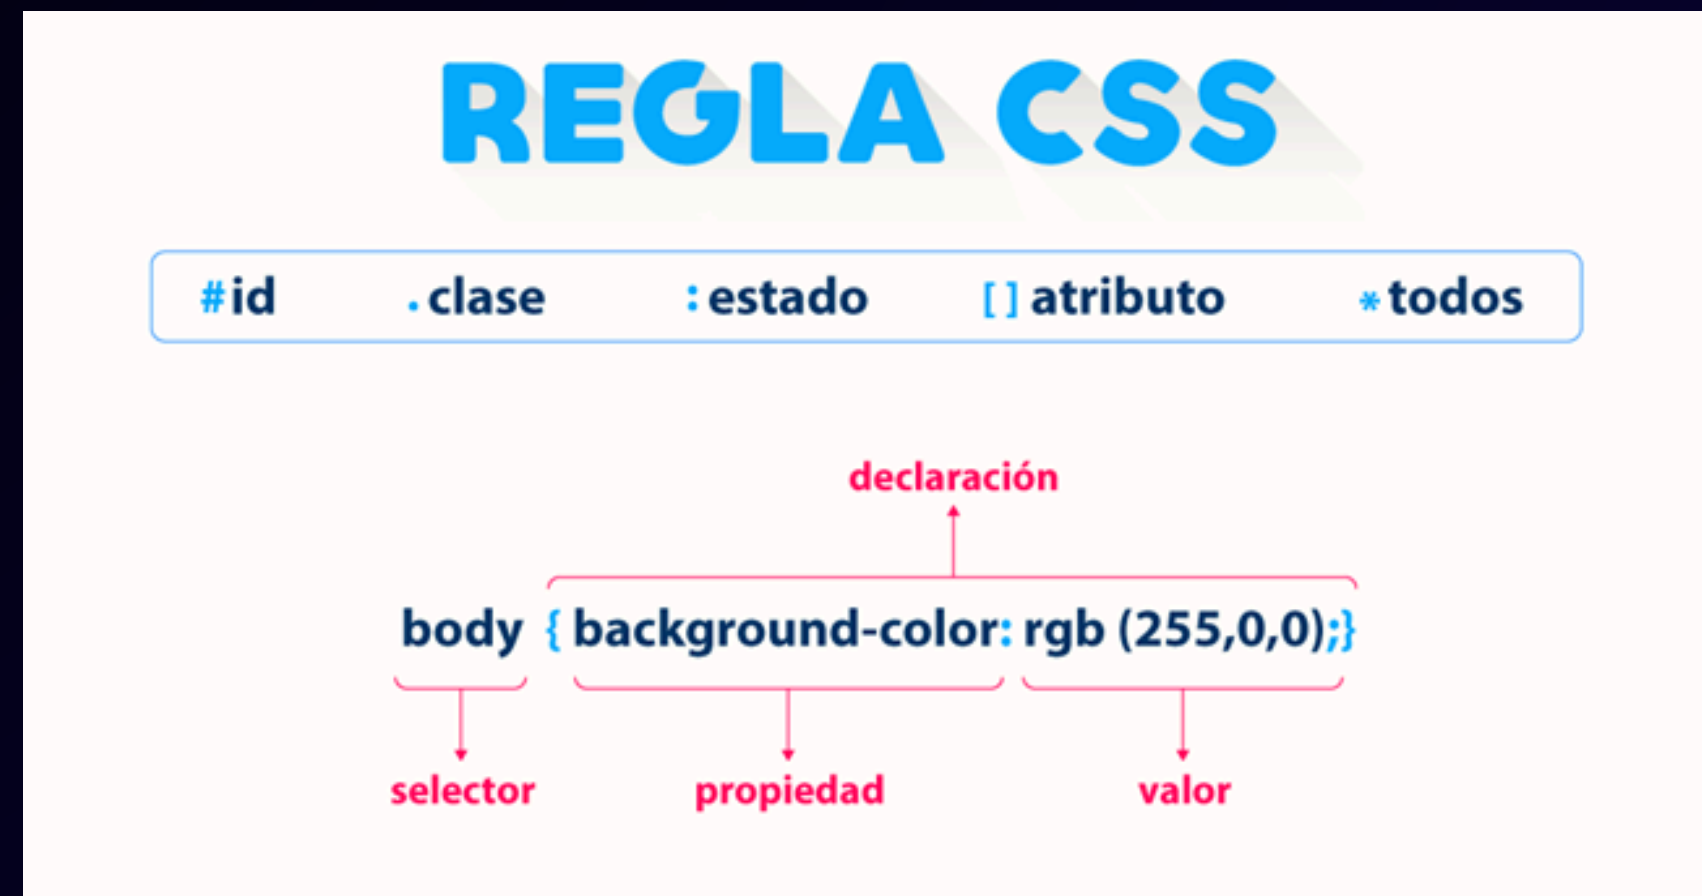 REGLA CSS
#id .clase :estado [ ] atributo *todos
declaración
body { background-color: rgb (255,0,0);}
selector propiedad valor